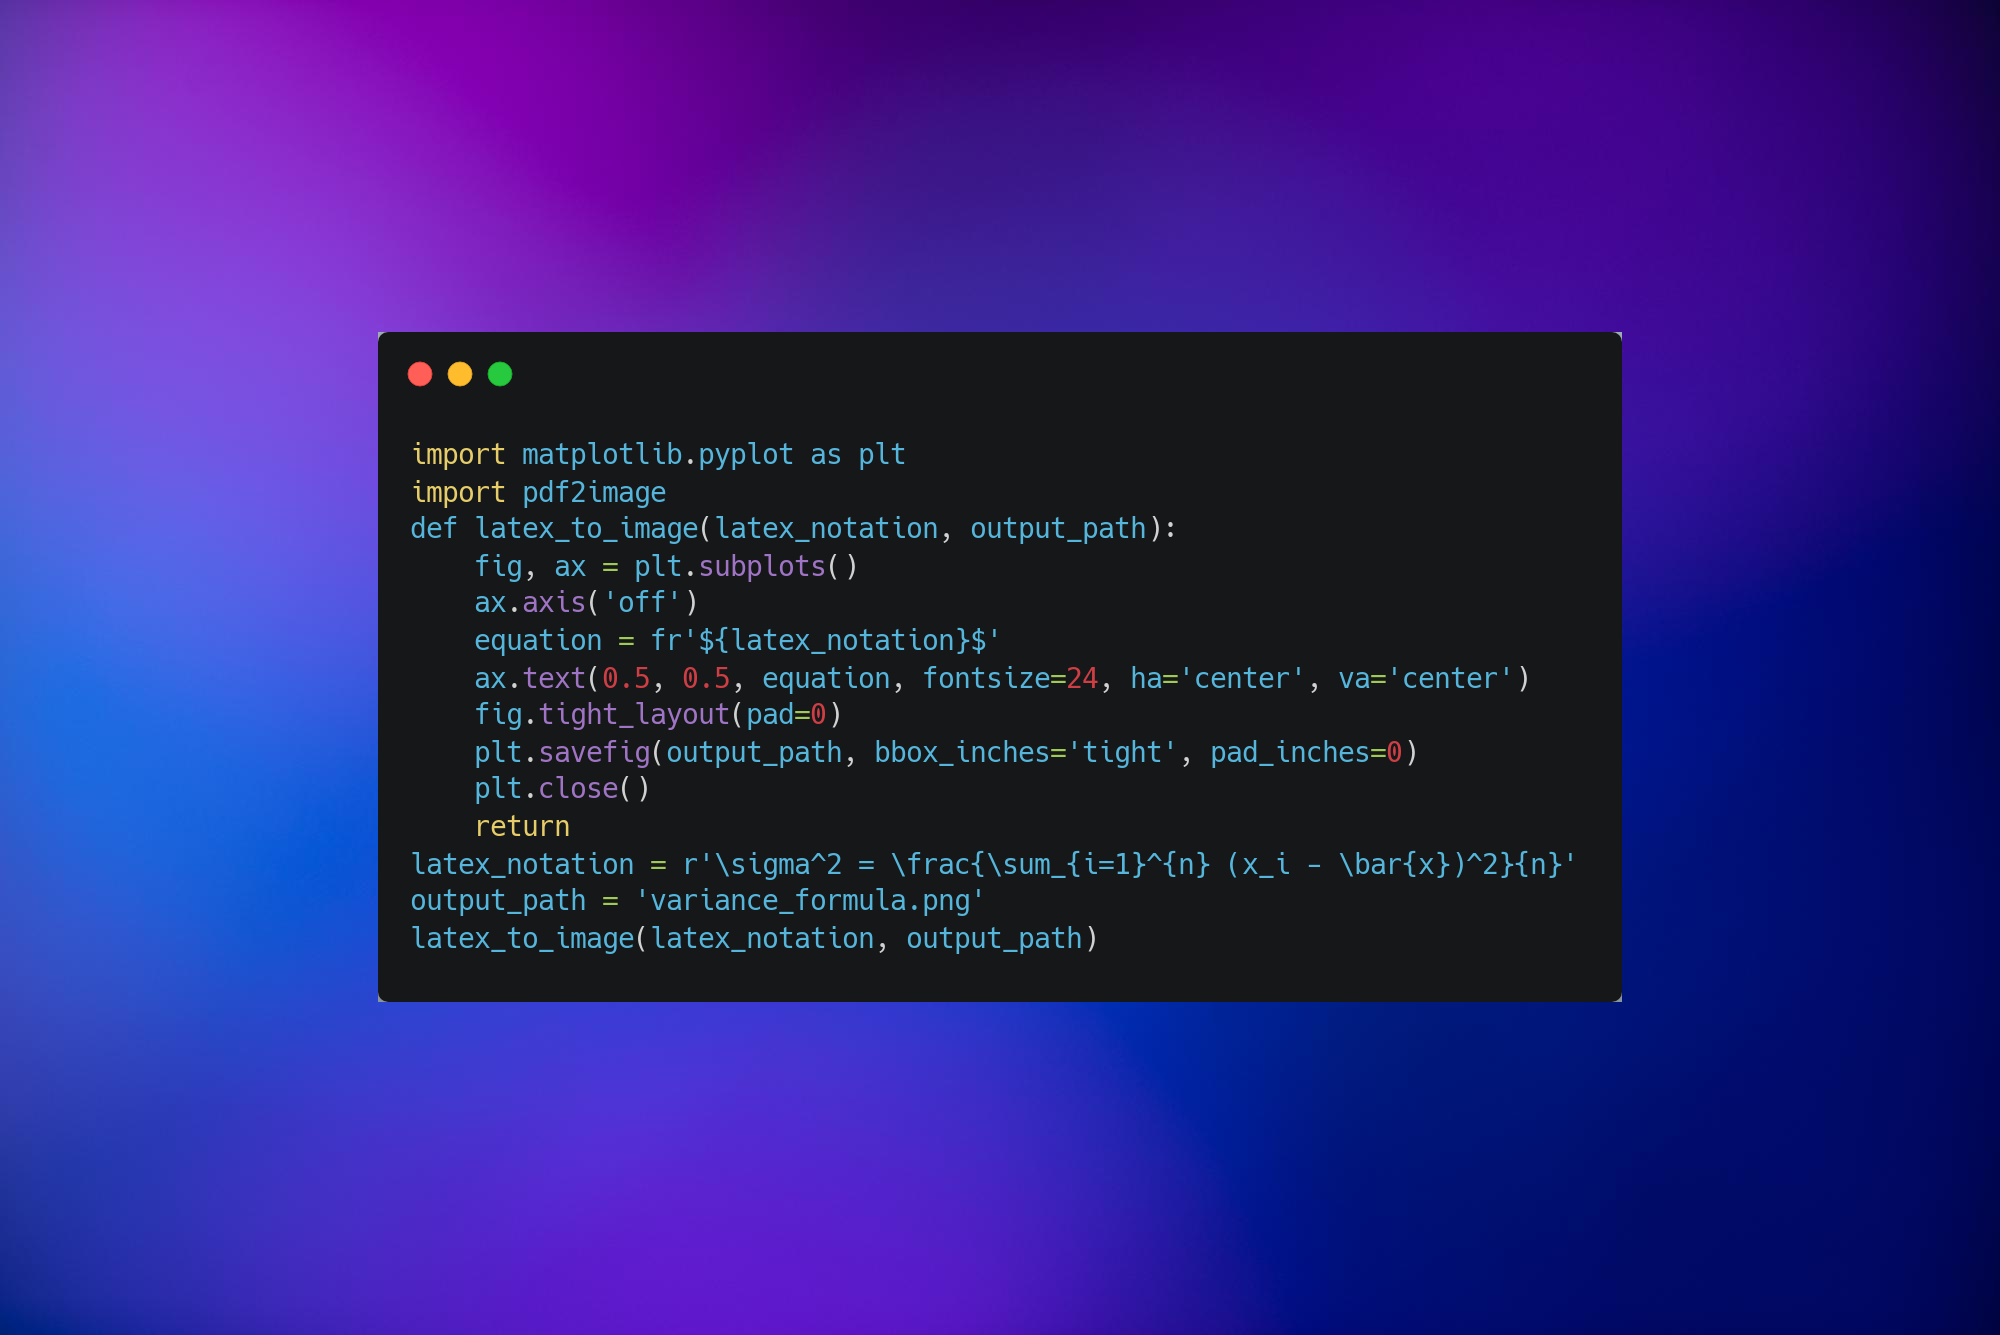 import matplotlib.pyplot as plt
import pdf2image
def latex_to_image(latex_notation, output_path):
    fig, ax = plt.subplots()
    ax.axis('off')
    equation = fr'${latex_notation}$'
    ax.text(0.5, 0.5, equation, fontsize=24, ha='center', va='center')
    fig.tight_layout(pad=0)
    plt.savefig(output_path, bbox_inches='tight', pad_inches=0)
    plt.close()
    return
latex_notation = r'\sigma^2 = \frac{\sum_{i=1}^{n} (x_i - \bar{x})^2}{n}'
output_path = 'variance_formula.png'
latex_to_image(latex_notation, output_path)